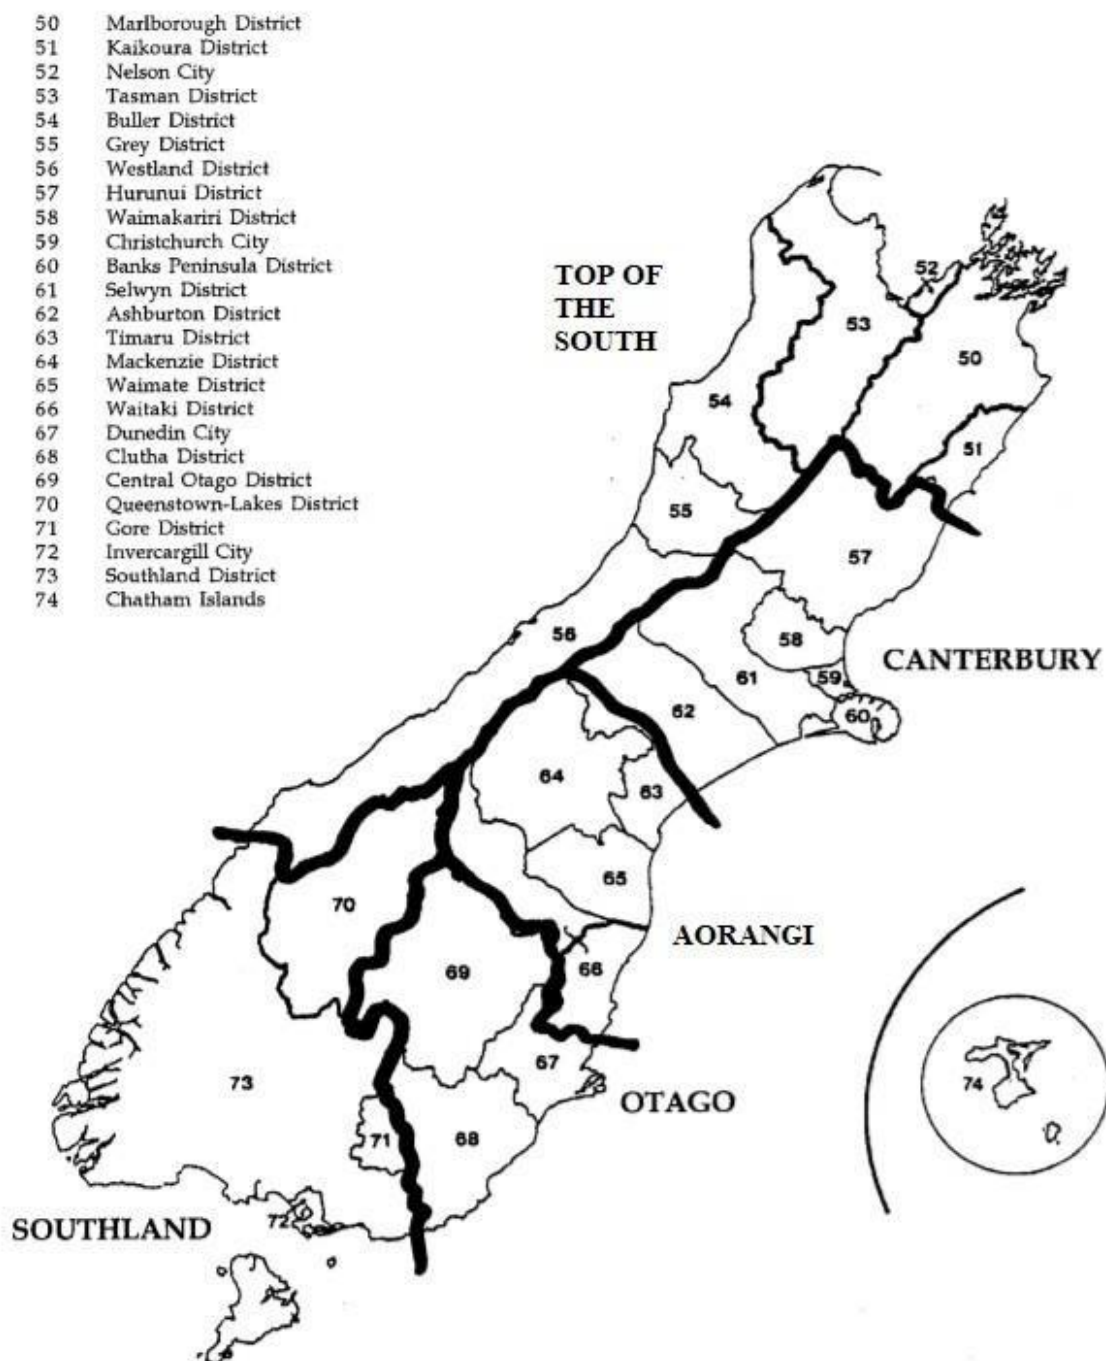 50 Marlborough District
51 Kaikoura District
52 Nelson City
53 Tasman District
54 Buller District
55 Grey District
56 Westland District
57 Hurunui District
58 Waimakariri District
59 Christchurch City
60 Banks Peninsula District
61 Selwyn District
62 Ashburton District
63 Timaru District
64 Mackenzie District
65 Waimate District
66 Waitaki District
67 Dunedin City
68 Clutha District
69 Central Otago District
70 Queenstown-Lakes District
71 Gore District
72 Invercargill City
73 Southland District
74 Chatham Islands
TOP OF
THE
SOUTH
52
53
50
54
51
55
57
56
58
CANTERBURY
61
59
62
60
64
63
65
70
AORANGI
66
69
67
73
74
OTAGO
71
68
72
SOUTHLAND